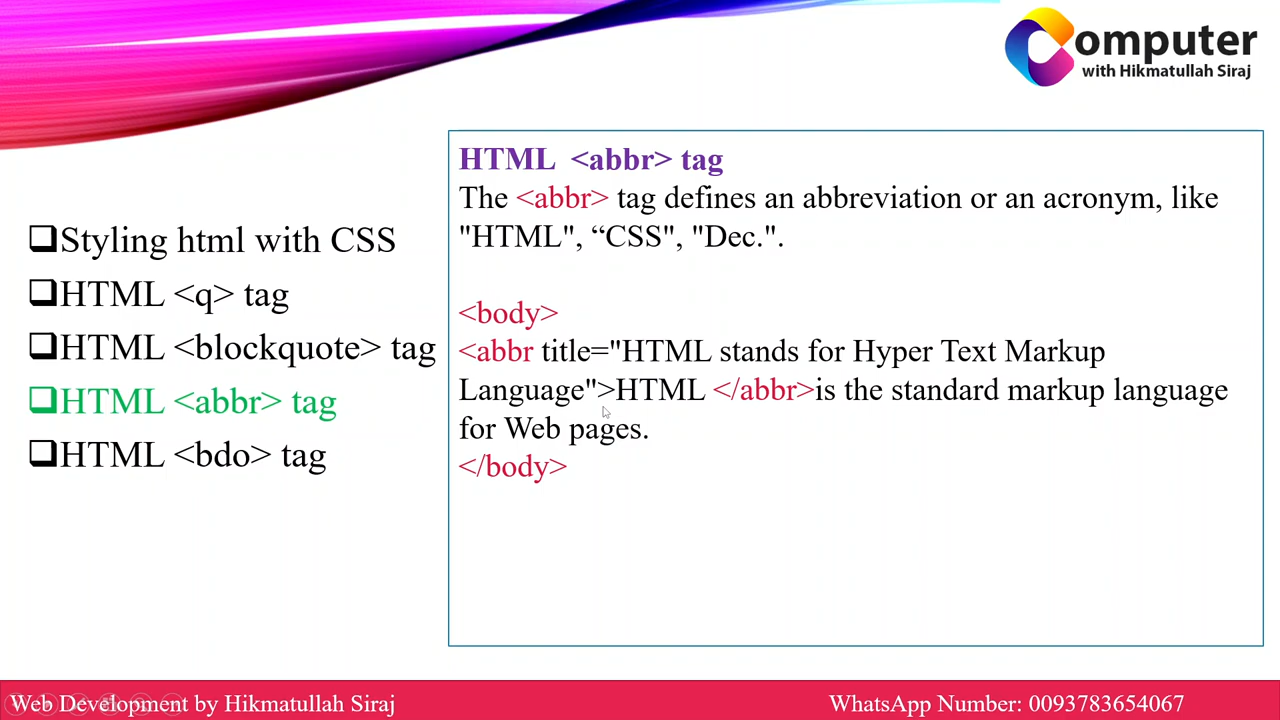 Computer
with Hikmatullah Siraj
❑Styling html with CSS
❑HTML <q> tag
❑HTML <blockquote> tag
❑HTML <abbr> tag
❑HTML <bdo> tag
HTML <abbr> tag
The <abbr> tag defines an abbreviation or an acronym, like
"HTML", “CSS", "Dec.".
<body>
<abbr title="HTML stands for Hyper Text Markup
Language">HTML </abbr>is the standard markup language
for Web pages.
</body>
Web Development by Hikmatullah Siraj
WhatsApp Number: 0093783654067